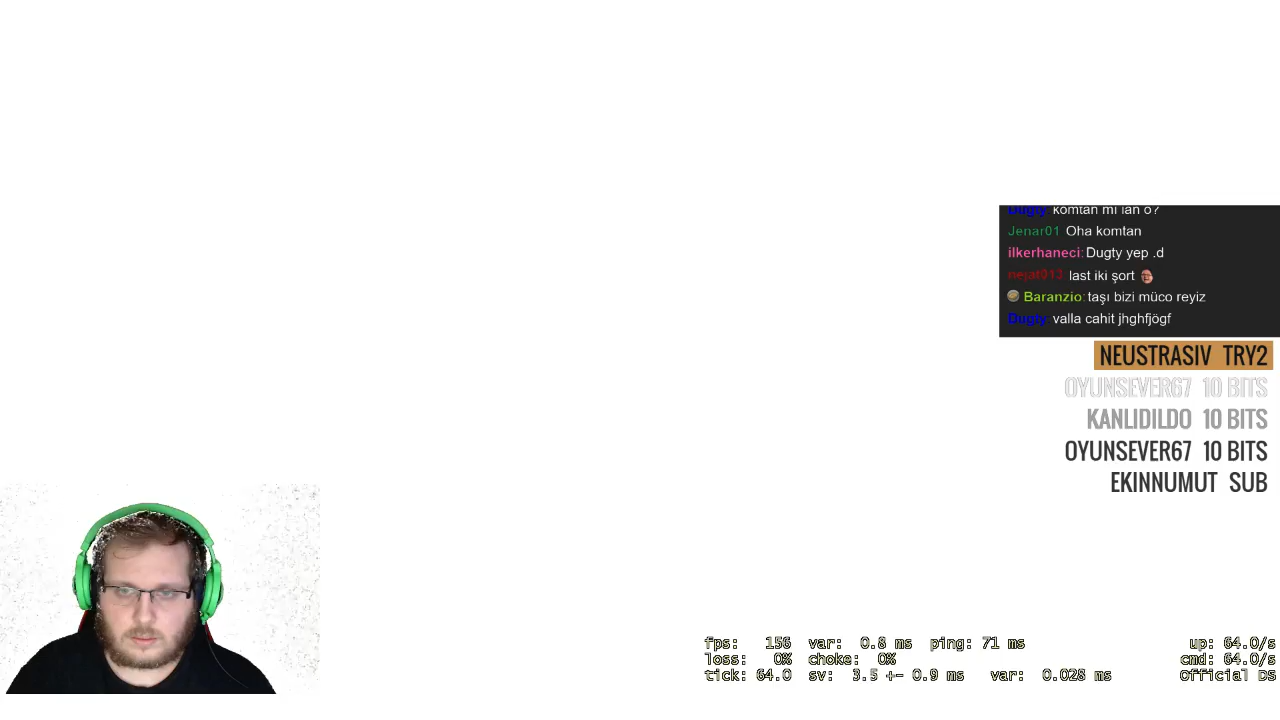 Dugty: komtan mi lan o?
Jenar01 Oha komtan
ilkerhaneci: Dugty yep .d
nejat013 last iki şort
Baranzio: taşı bizi müco reyiz
Dugty: valla cahit jhghfjögf
NEUSTRASIV TRY2
OYUNSEVER67 10 BITS
KANLIDILDO 10 BITS
OYUNSEVER67 10 BITS
EKINNUMUT SUB
fps: 156 var: 0.8 ms ping: 71 ms up: 64.0/s
loss: 0% choke: 0% cmd: 64.0/s
tick: 64.0 sv: 3.5 +- 0.9 ms var: 0.028 ms Official DS